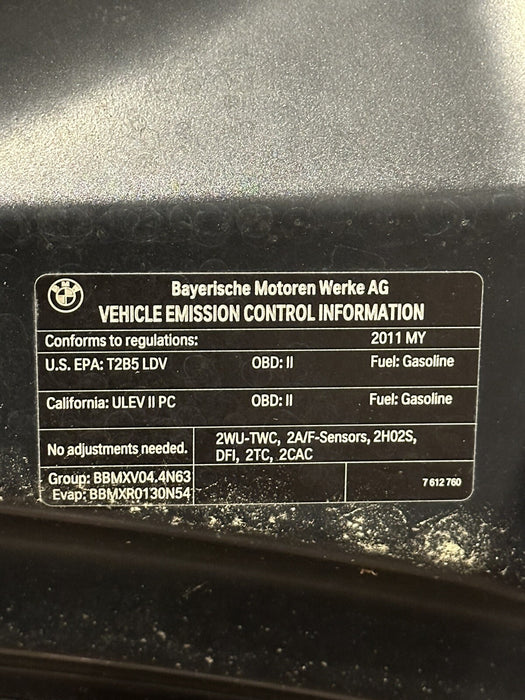 BMW
Bayerische Motoren Werke AG
VEHICLE EMISSION CONTROL INFORMATION
Conforms to regulations: 2011 MY
U.S. EPA: T2B5 LDV OBD: II Fuel: Gasoline
California: ULEV II PC OBD: II Fuel: Gasoline
No adjustments needed.
2WU-TWC, 2A/F-Sensors, 2HO2S,
DFI, 2TC, 2CAC
Group: BBMXV04.4N63
Evap: BBMXR0130N54
7 612 760